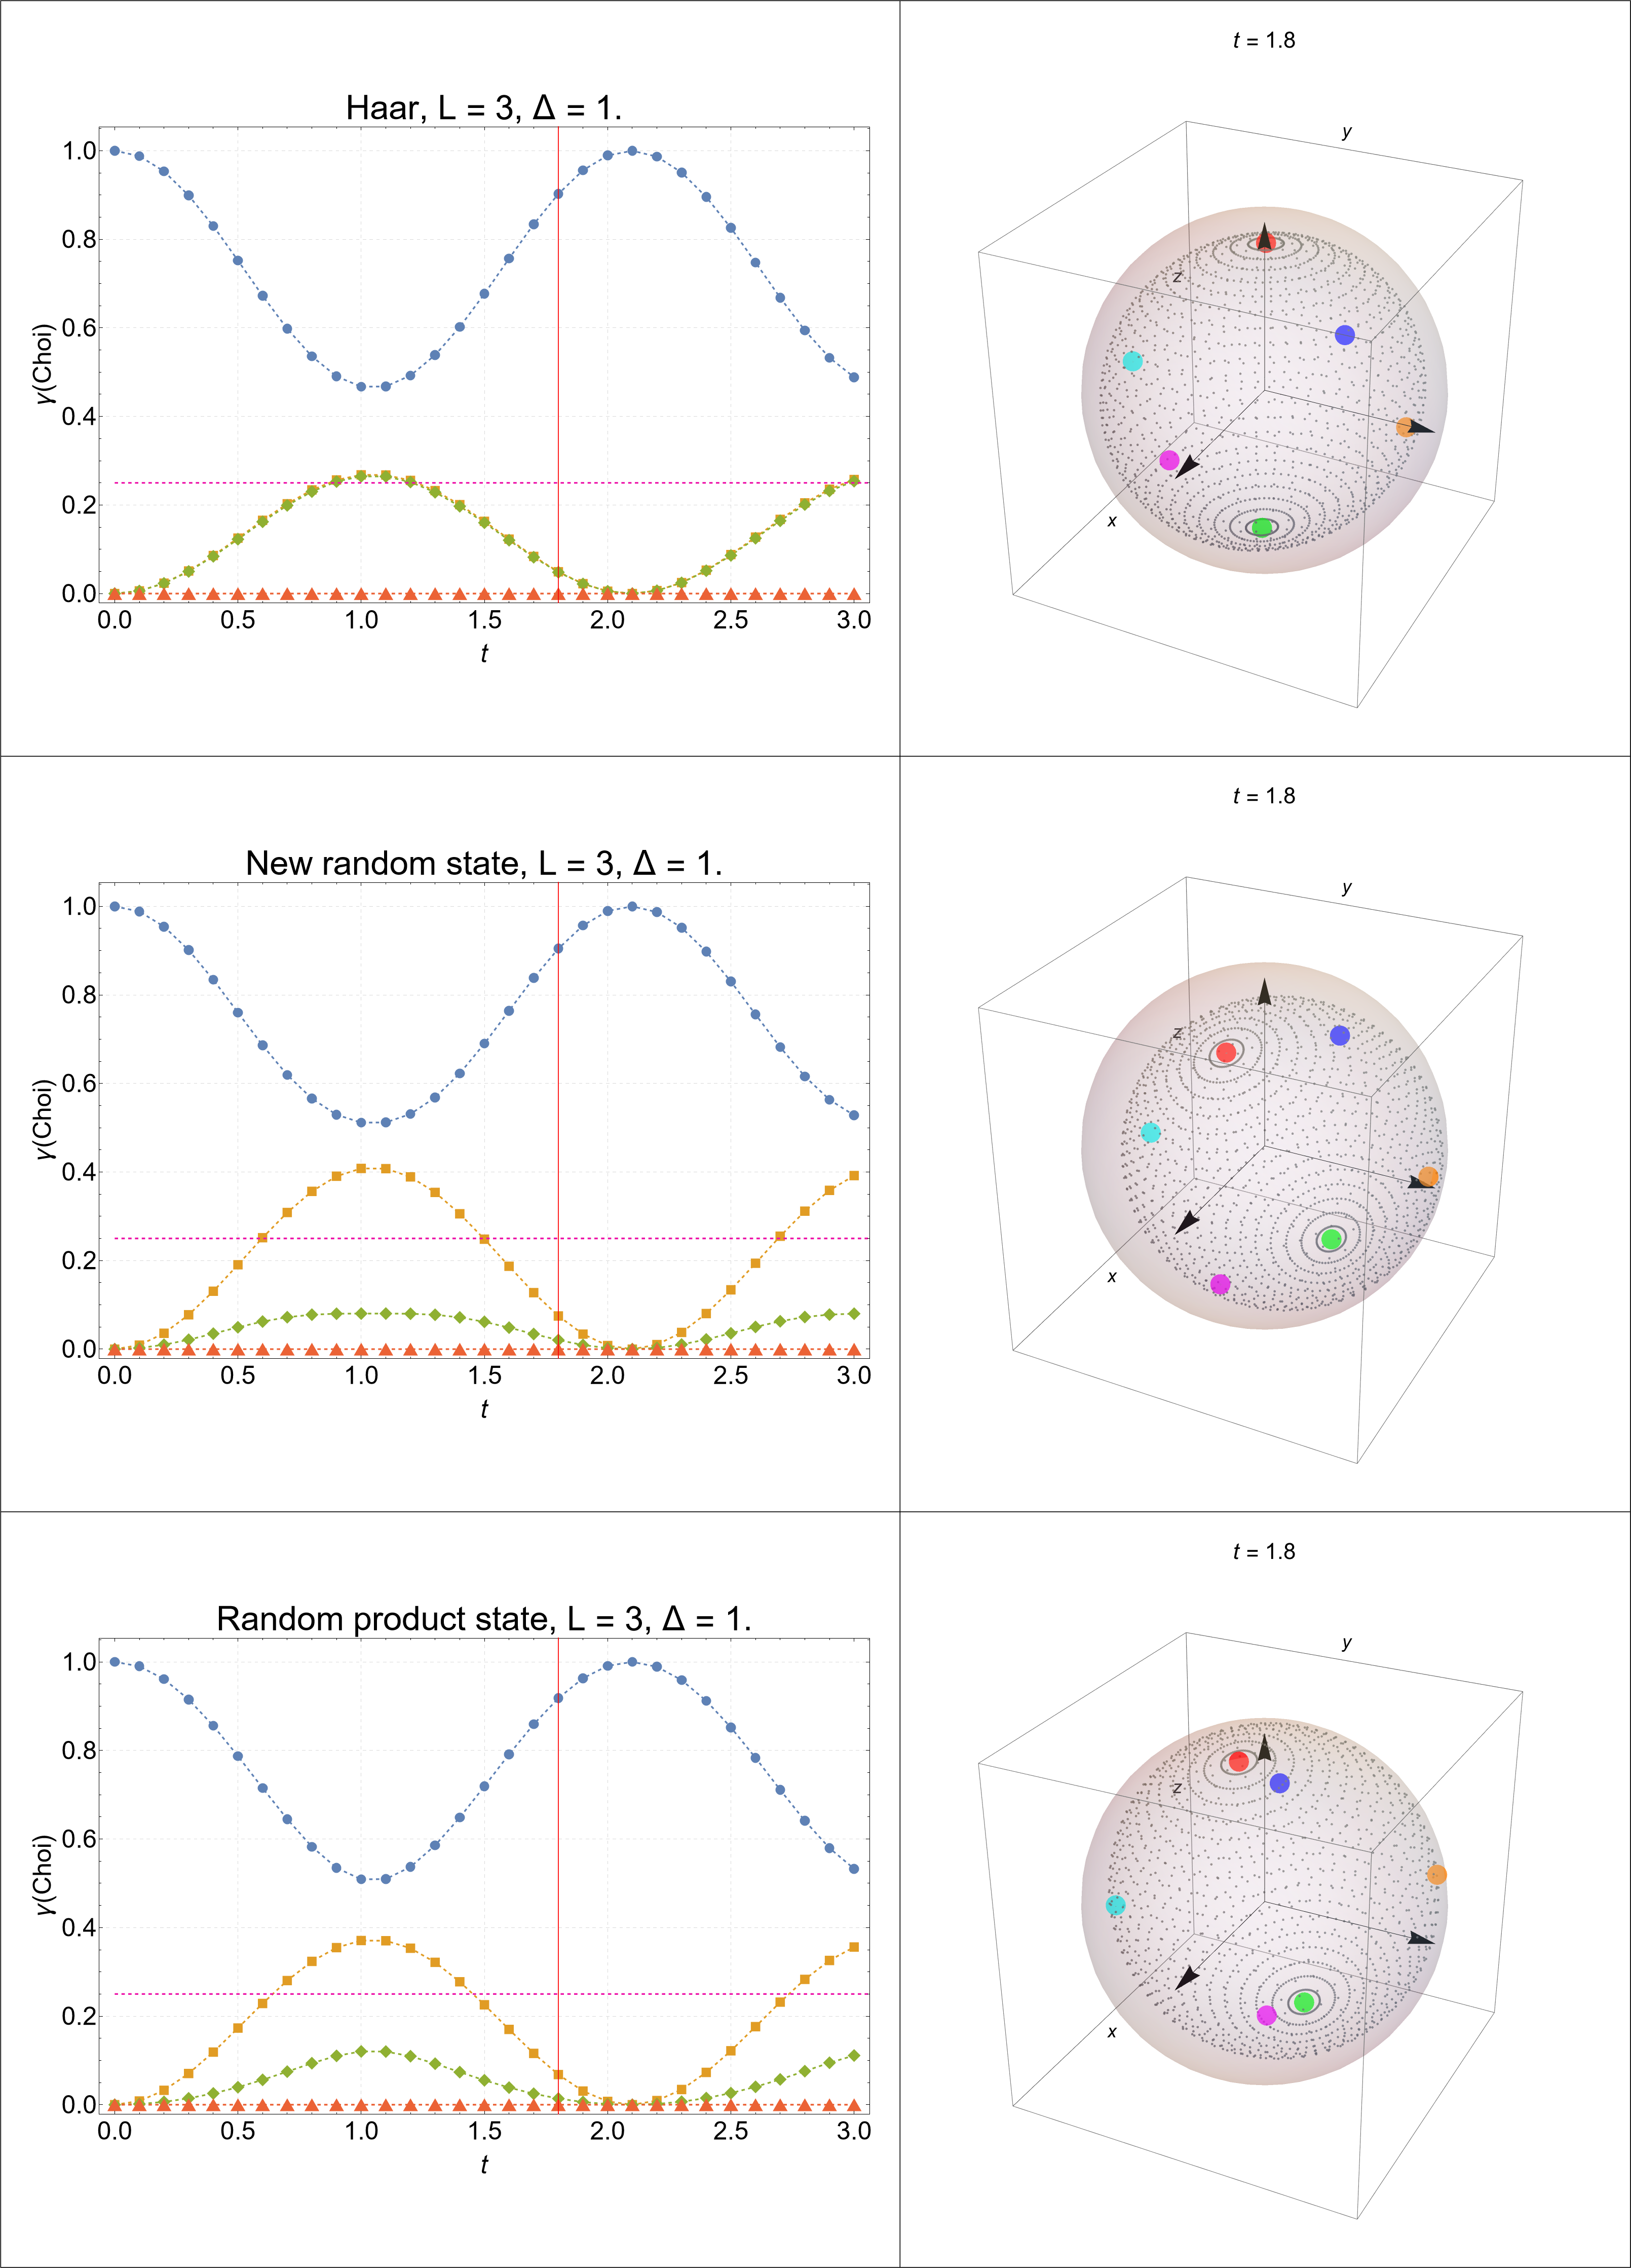 Haar, L = 3, Δ = 1.
γ(Choi)
1.0
0.8
0.6
0.4
0.2
0.0
0.0 0.5 1.0 1.5 2.0 2.5 3.0
t
t = 1.8
y
z
x
New random state, L = 3, Δ = 1.
γ(Choi)
1.0
0.8
0.6
0.4
0.2
0.0
0.0 0.5 1.0 1.5 2.0 2.5 3.0
t
t = 1.8
y
z
x
Random product state, L = 3, Δ = 1.
γ(Choi)
1.0
0.8
0.6
0.4
0.2
0.0
0.0 0.5 1.0 1.5 2.0 2.5 3.0
t
t = 1.8
y
z
x